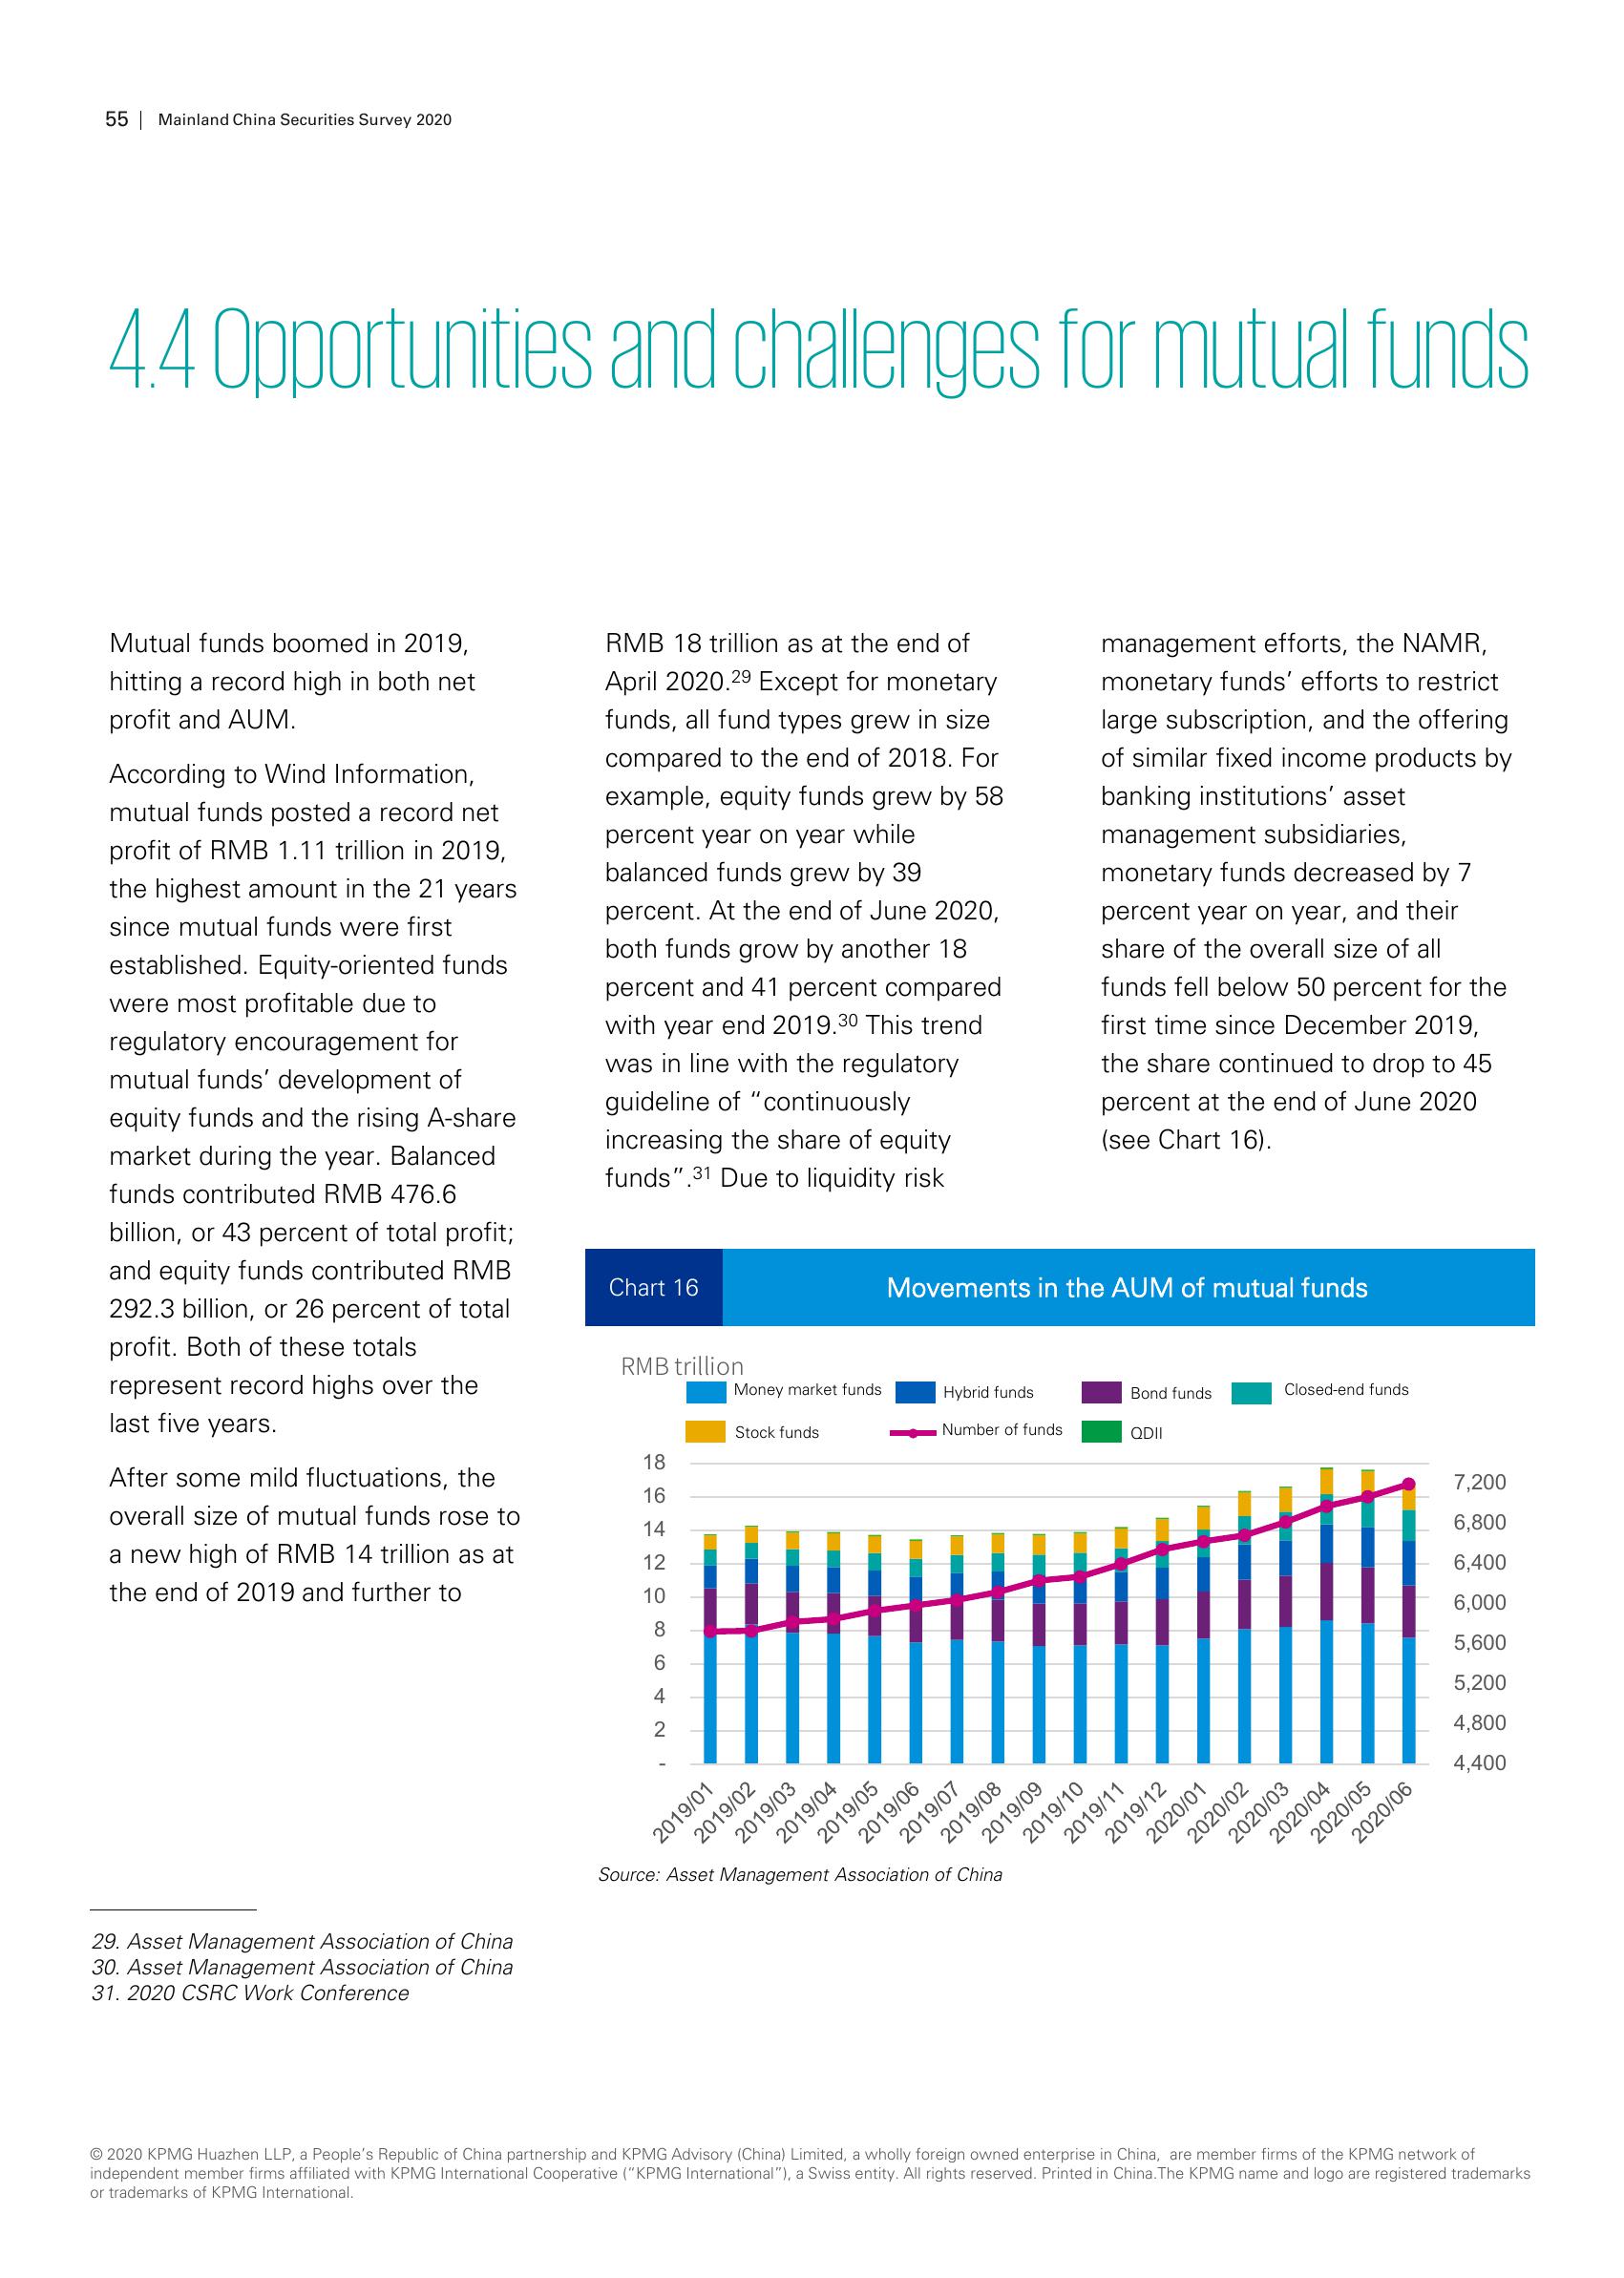 55 | Mainland China Securities Survey 2020
4.4 Opportunities and challenges for mutual funds
Mutual funds boomed in 2019,
hitting a record high in both net
profit and AUM.
According to Wind Information,
mutual funds posted a record net
profit of RMB 1.11 trillion in 2019,
the highest amount in the 21 years
since mutual funds were first
established. Equity-oriented funds
were most profitable due to
regulatory encouragement for
mutual funds’ development of
equity funds and the rising A-share
market during the year. Balanced
funds contributed RMB 476.6
billion, or 43 percent of total profit;
and equity funds contributed RMB
292.3 billion, or 26 percent of total
profit. Both of these totals
represent record highs over the
last five years.
After some mild fluctuations, the
overall size of mutual funds rose to
a new high of RMB 14 trillion as at
the end of 2019 and further to
RMB 18 trillion as at the end of
April 2020.29 Except for monetary
funds, all fund types grew in size
compared to the end of 2018. For
example, equity funds grew by 58
percent year on year while
balanced funds grew by 39
percent. At the end of June 2020,
both funds grow by another 18
percent and 41 percent compared
with year end 2019.30 This trend
was in line with the regulatory
guideline of “continuously
increasing the share of equity
funds”.31 Due to liquidity risk
management efforts, the NAMR,
monetary funds’ efforts to restrict
large subscription, and the offering
of similar fixed income products by
banking institutions’ asset
management subsidiaries,
monetary funds decreased by 7
percent year on year, and their
share of the overall size of all
funds fell below 50 percent for the
first time since December 2019,
the share continued to drop to 45
percent at the end of June 2020
(see Chart 16).
Chart 16 Movements in the AUM of mutual funds
RMB trillion
Money market funds Hybrid funds Bond funds Closed-end funds
Stock funds Number of funds QDII
18
16
14
12
10
8
6
4
2
-
7,200
6,800
6,400
6,000
5,600
5,200
4,800
4,400
2019/01 2019/02 2019/03 2019/04 2019/05 2019/06 2019/07 2019/08 2019/09 2019/10 2019/11 2019/12 2020/01 2020/02 2020/03 2020/04 2020/05 2020/06
Source: Asset Management Association of China
29. Asset Management Association of China
30. Asset Management Association of China
31. 2020 CSRC Work Conference
© 2020 KPMG Huazhen LLP, a People’s Republic of China partnership and KPMG Advisory (China) Limited, a wholly foreign owned enterprise in China, are member firms of the KPMG network of
independent member firms affiliated with KPMG International Cooperative (“KPMG International”), a Swiss entity. All rights reserved. Printed in China.The KPMG name and logo are registered trademarks
or trademarks of KPMG International.